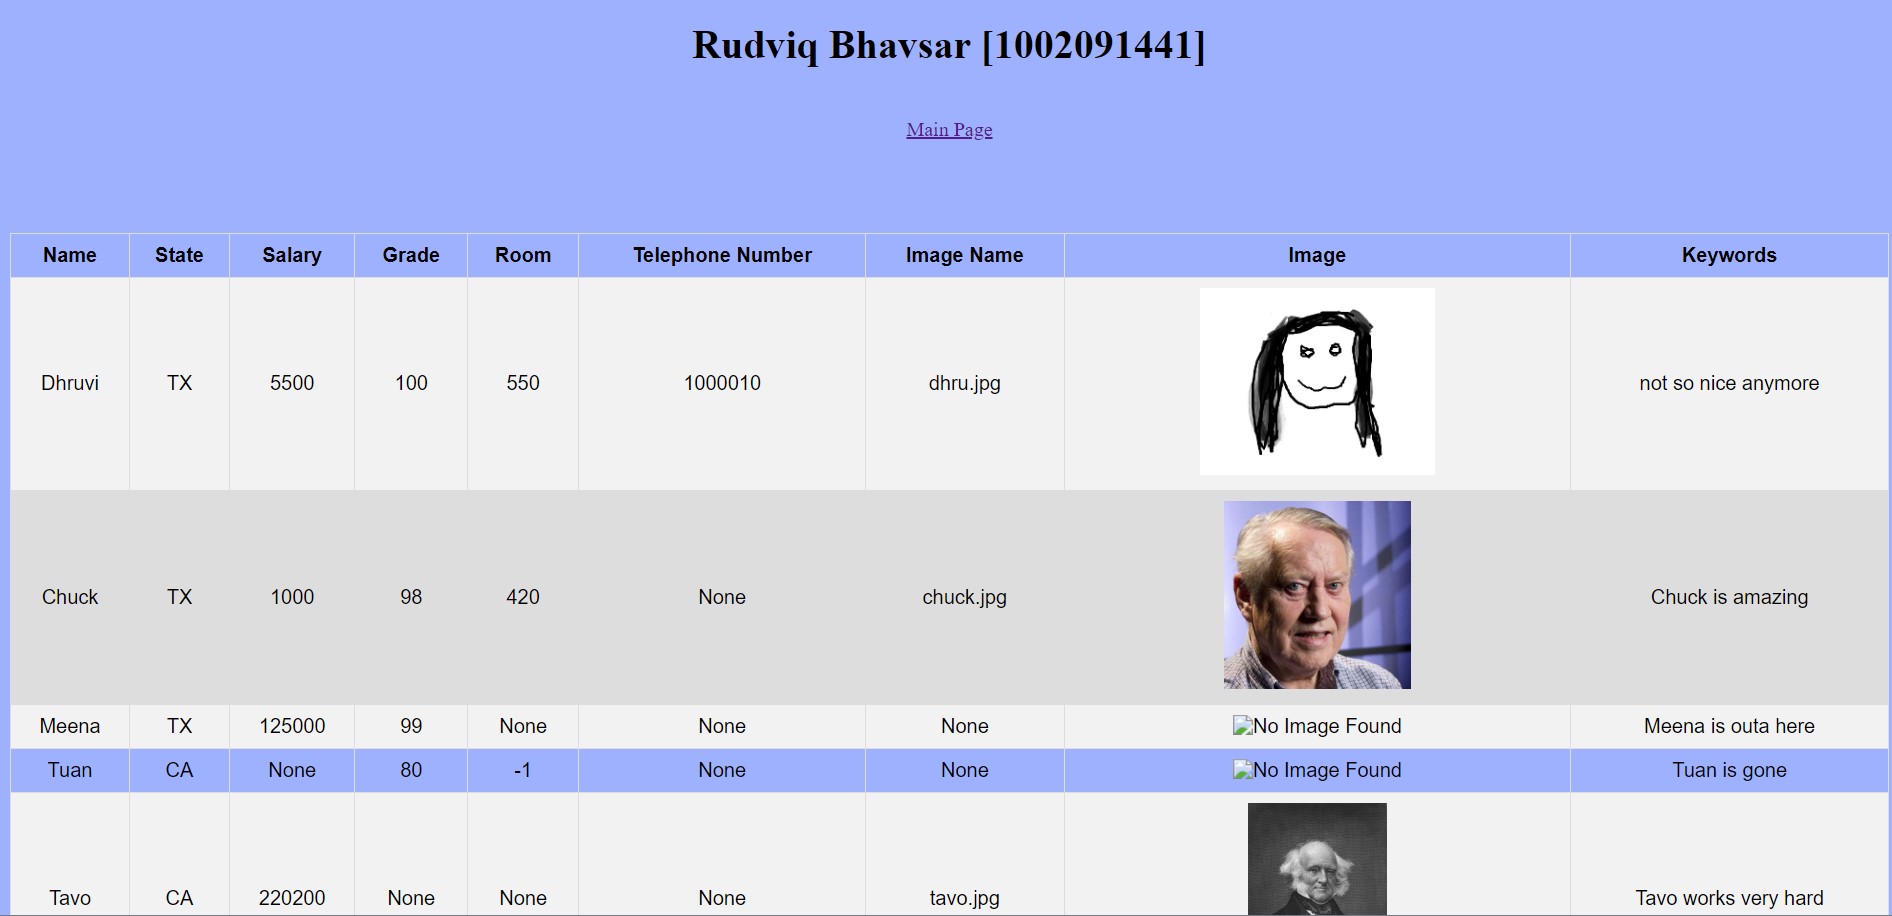 Rudviq Bhavsar [1002091441]
Main Page
Name State Salary Grade Room Telephone Number Image Name Image Keywords
Dhruvi TX 5500 100 550 1000010 dhru.jpg not so nice anymore
Chuck TX 1000 98 420 None chuck.jpg Chuck is amazing
Meena TX 125000 99 None None None No Image Found Meena is outa here
Tuan CA None 80 -1 None None No Image Found Tuan is gone
Tavo CA 220200 None None None tavo.jpg Tavo works very hard